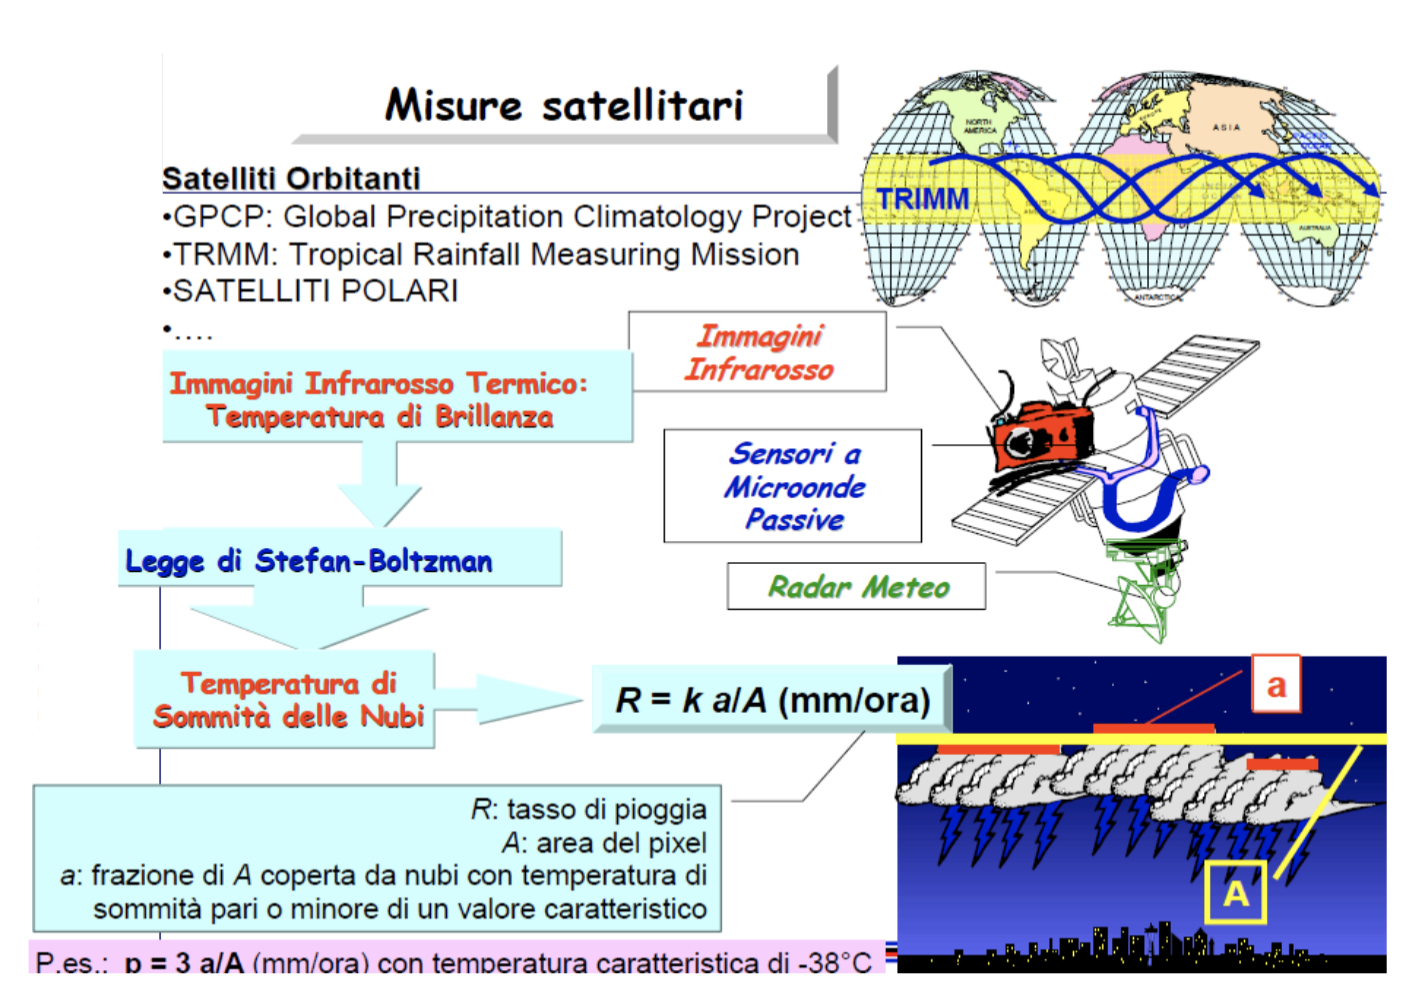 Misure satellitari
Satelliti Orbitanti
•GPCP: Global Precipitation Climatology Project
•TRMM: Tropical Rainfall Measuring Mission
•SATELLITI POLARI
•....
NORTH
AMERICA
EUROPE
ASIA
PACIFIC
OCEAN
TRIMM
AMERICA
AUSTRALIA
ANTARCTICA
Immagini
Infrarosso
Immagini Infrarosso Termico:
Temperatura di Brillanza
Sensori a
Microonde
Passive
Legge di Stefan-Boltzman
Radar Meteo
Temperatura di
Sommità delle Nubi
R = k a/A (mm/ora)
a
A
R: tasso di pioggia
A: area del pixel
a: frazione di A coperta da nubi con temperatura di
sommità pari o minore di un valore caratteristico
P.es.: p = 3 a/A (mm/ora) con temperatura caratteristica di -38°C